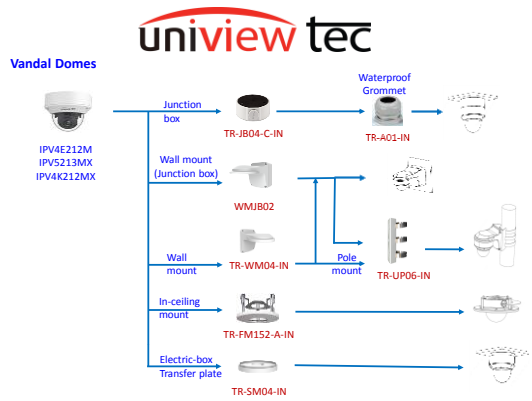 uniview tec
Vandal Domes
IPV4E212M
IPV5213MX
IPV4K212MX
Junction
box
TR-JB04-C-IN
Waterproof
Grommet
TR-A01-IN
Wall mount
(Junction box)
WMJB02
Wall
mount
TR-WM04-IN
Pole
mount
TR-UP06-IN
In-ceiling
mount
TR-FM152-A-IN
Electric-box
Transfer plate
TR-SM04-IN